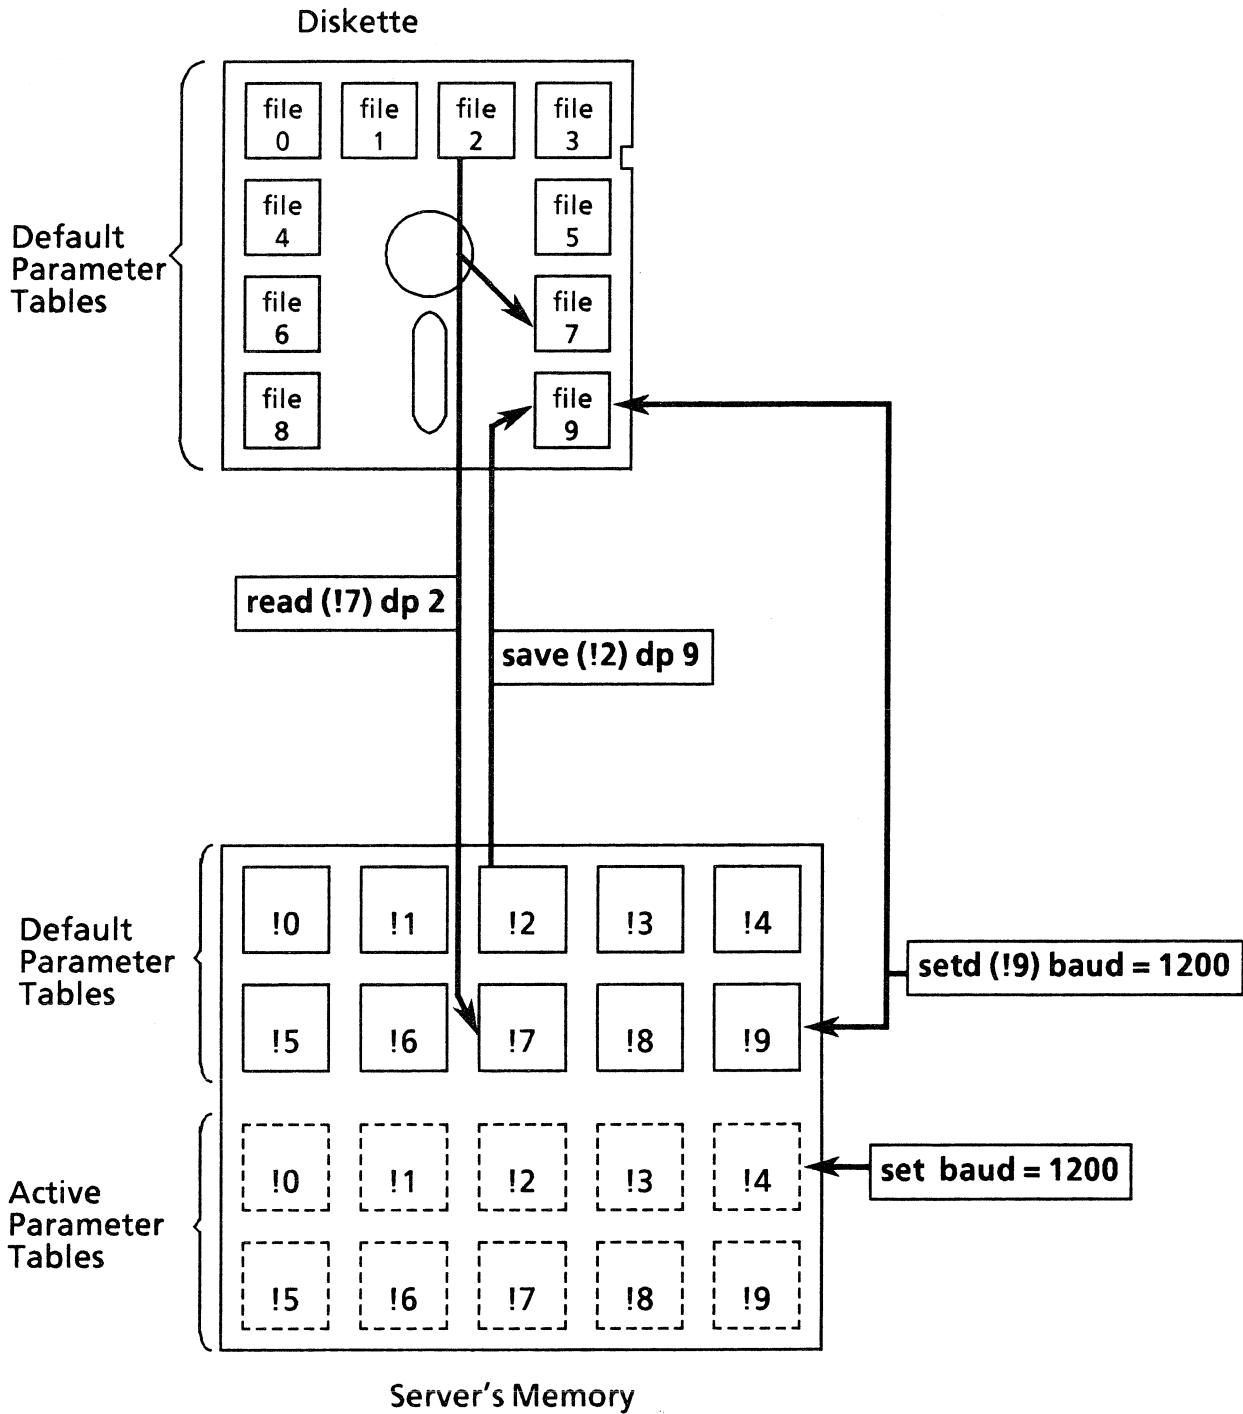 Diskette
file
0
file
1
file
2
file
3
file
4
file
5
Default
Parameter
Tables
file
6
file
7
file
8
file
9
read (!7) dp 2
save (!2) dp 9
!0
!1
!2
!3
!4
Default
Parameter
Tables
setd (!9) baud = 1200
!5
!6
!7
!8
!9
!0
!1
!2
!3
!4
set baud = 1200
Active
Parameter
Tables
!5
!6
!7
!8
!9
Server's Memory